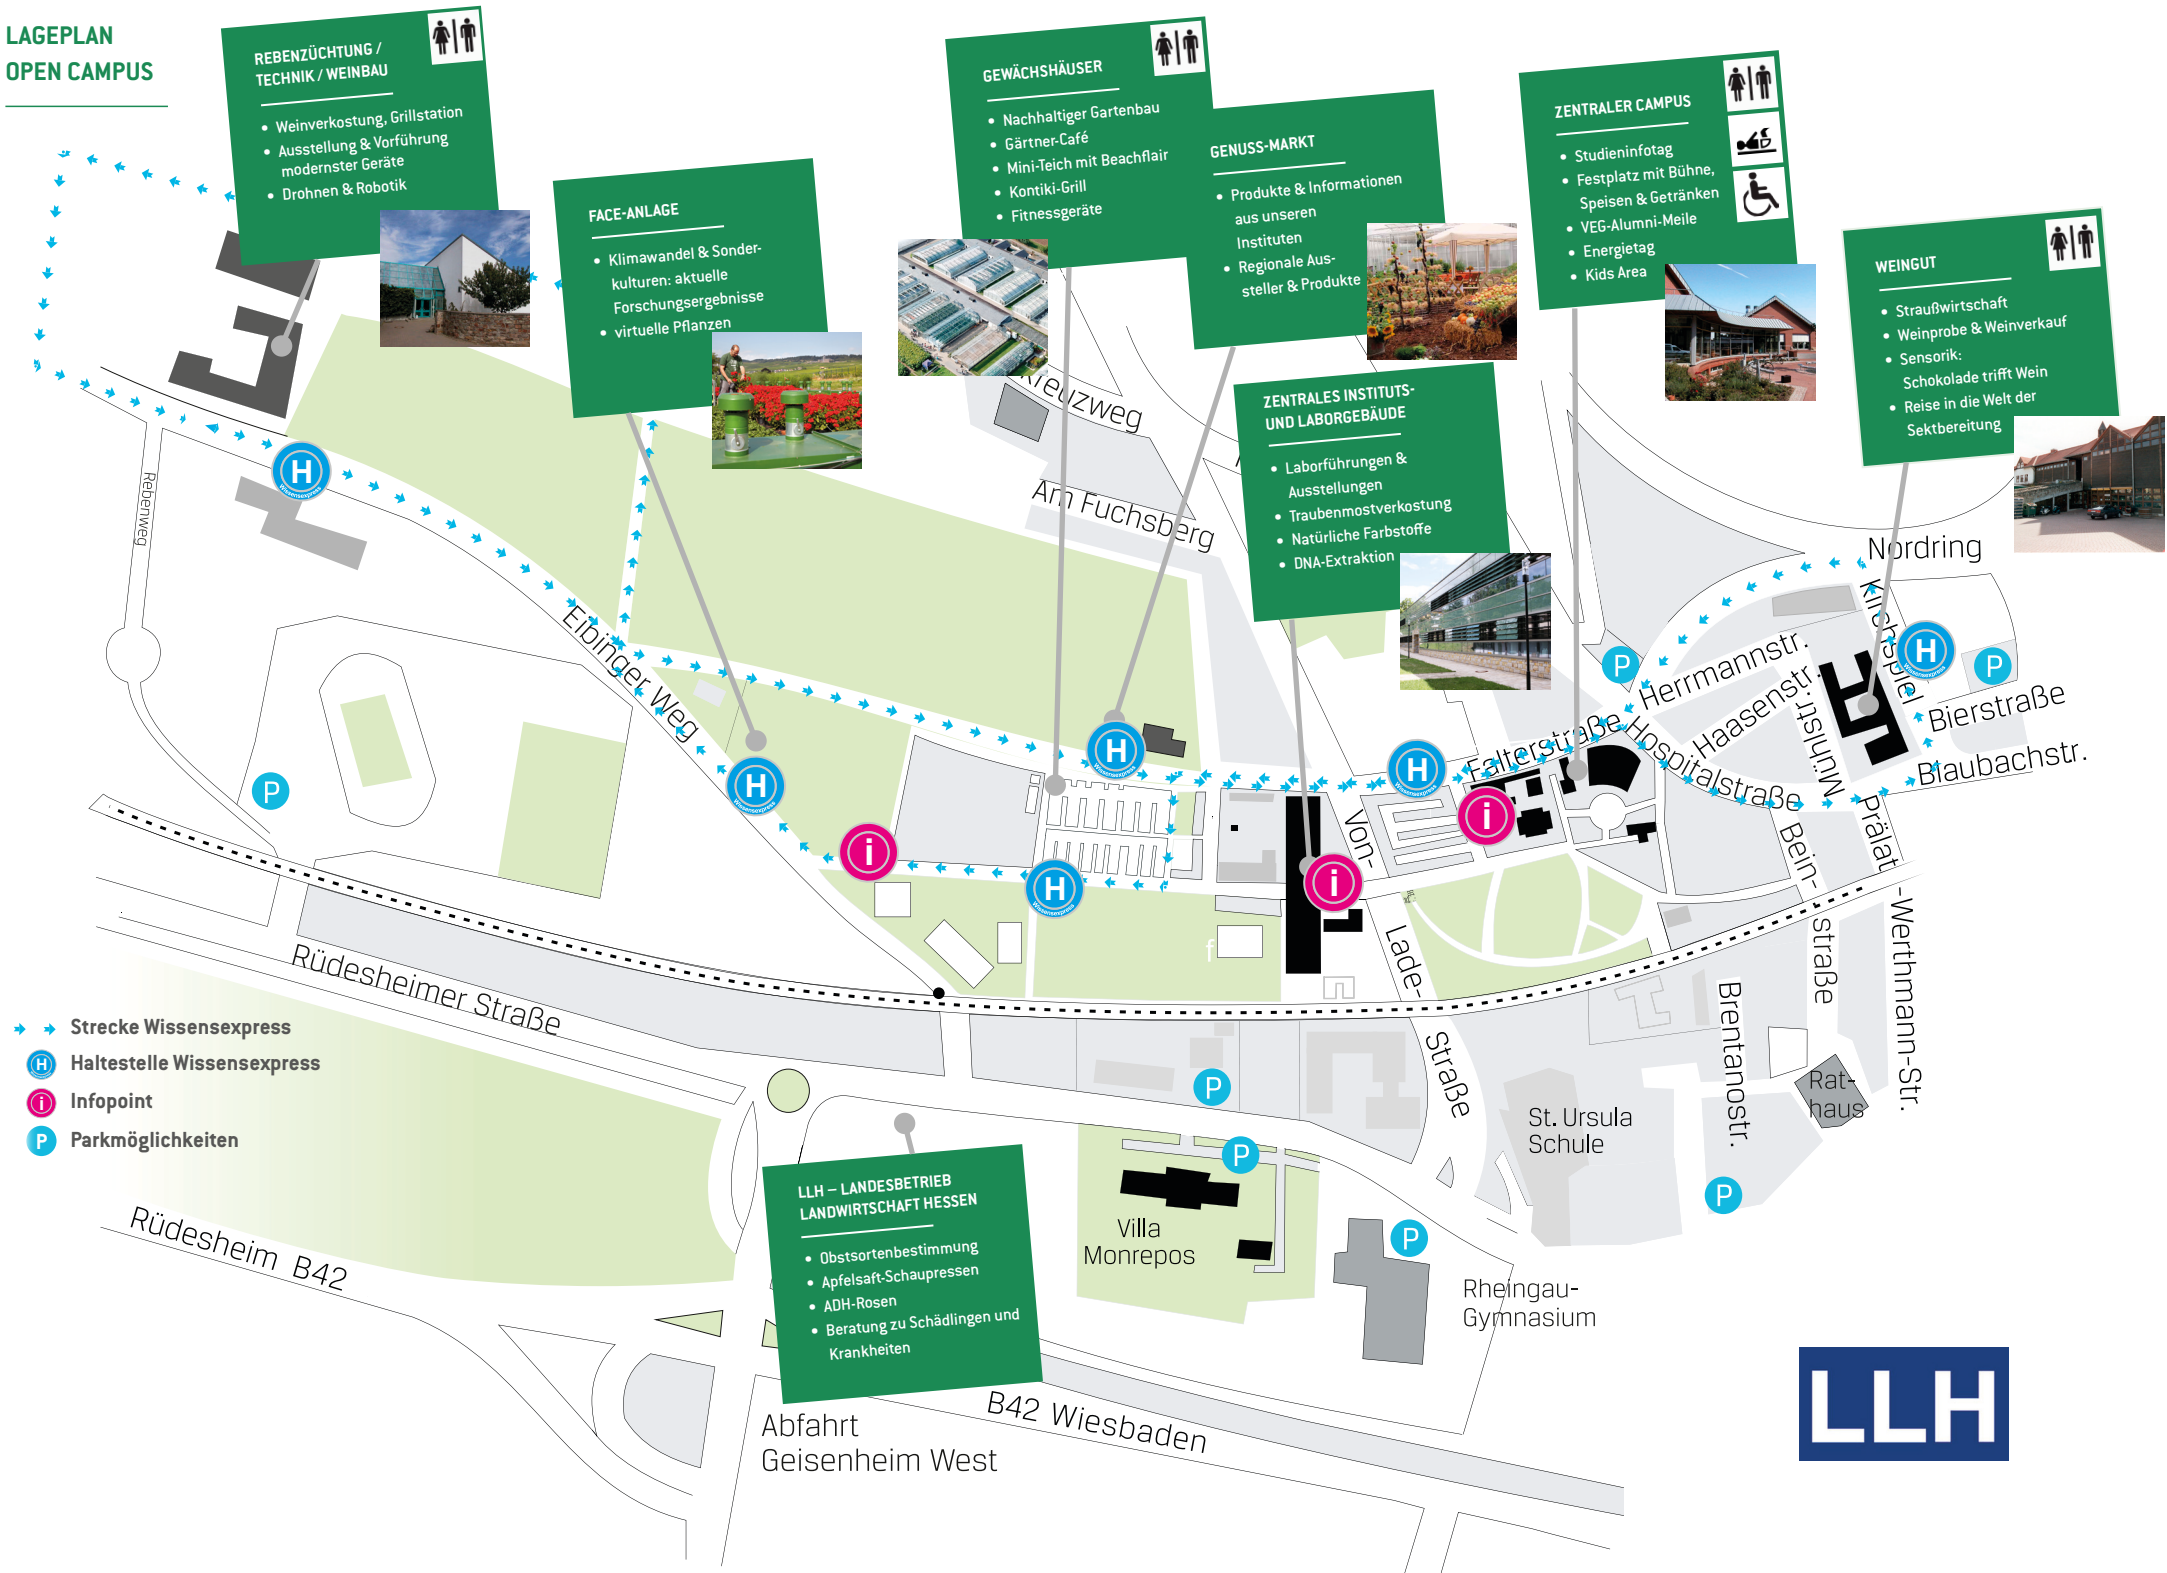 LAGEPLAN
OPEN CAMPUS
REBENZÜCHTUNG /
TECHNIK / WEINBAU
• Weinverkostung, Grillstation
• Ausstellung & Vorführung
modernster Geräte
• Drohnen & Robotik
FACE-ANLAGE
• Klimawandel & Sonder-
kulturen: aktuelle
Forschungsergebnisse
• virtuelle Pflanzen
GEWÄCHSHÄUSER
• Nachhaltiger Gartenbau
• Gärtner-Café
• Mini-Teich mit Beachflair
• Kontiki-Grill
• Fitnessgeräte
GENUSS-MARKT
• Produkte & Informationen
aus unseren
Instituten
• Regionale Aus-
steller & Produkte
ZENTRALES INSTITUTS-
UND LABORGEBÄUDE
• Laborführungen &
Ausstellungen
• Traubenmostverkostung
• Natürliche Farbstoffe
• DNA-Extraktion
ZENTRALER CAMPUS
• Studieninfotag
• Festplatz mit Bühne,
Speisen & Getränken
• VEG-Alumni-Meile
• Energietag
• Kids Area
WEINGUT
• Straußwirtschaft
• Weinprobe & Weinverkauf
• Sensorik:
Schokolade trifft Wein
• Reise in die Welt der
Sektbereitung
kreuzweg
Am Fuchsberg
Nordring
Rebenweg
H
Wissensexpress
Eibinger Weg
H
Wissensexpress
H
Wissensexpress
H
Wissensexpress
H
H
Wissensexpress
i
i
i
P
P
P
Herrmannstr.
Haasenstr.
Kirchspiel
Münstr.
Bierstraße
Blaubachstr.
Falterstraße
Hospitalstraße
Von-
Lade-
Straße
Bein-
straße
Prälat
-Werthmann-Str.
Brentanostr.
f
Rüdesheimer Straße
Strecke Wissensexpress
H Haltestelle Wissensexpress
i Infopoint
P Parkmöglichkeiten
P
P
P
P
Rat-
haus
St. Ursula
Schule
Villa
Monrepos
Rheingau-
Gymnasium
LLH – LANDESBETRIEB
LANDWIRTSCHAFT HESSEN
• Obstsortenbestimmung
• Apfelsaft-Schaupressen
• ADH-Rosen
• Beratung zu Schädlingen und
Krankheiten
Rüdesheim B42
B42 Wiesbaden
Abfahrt
Geisenheim West
LLH